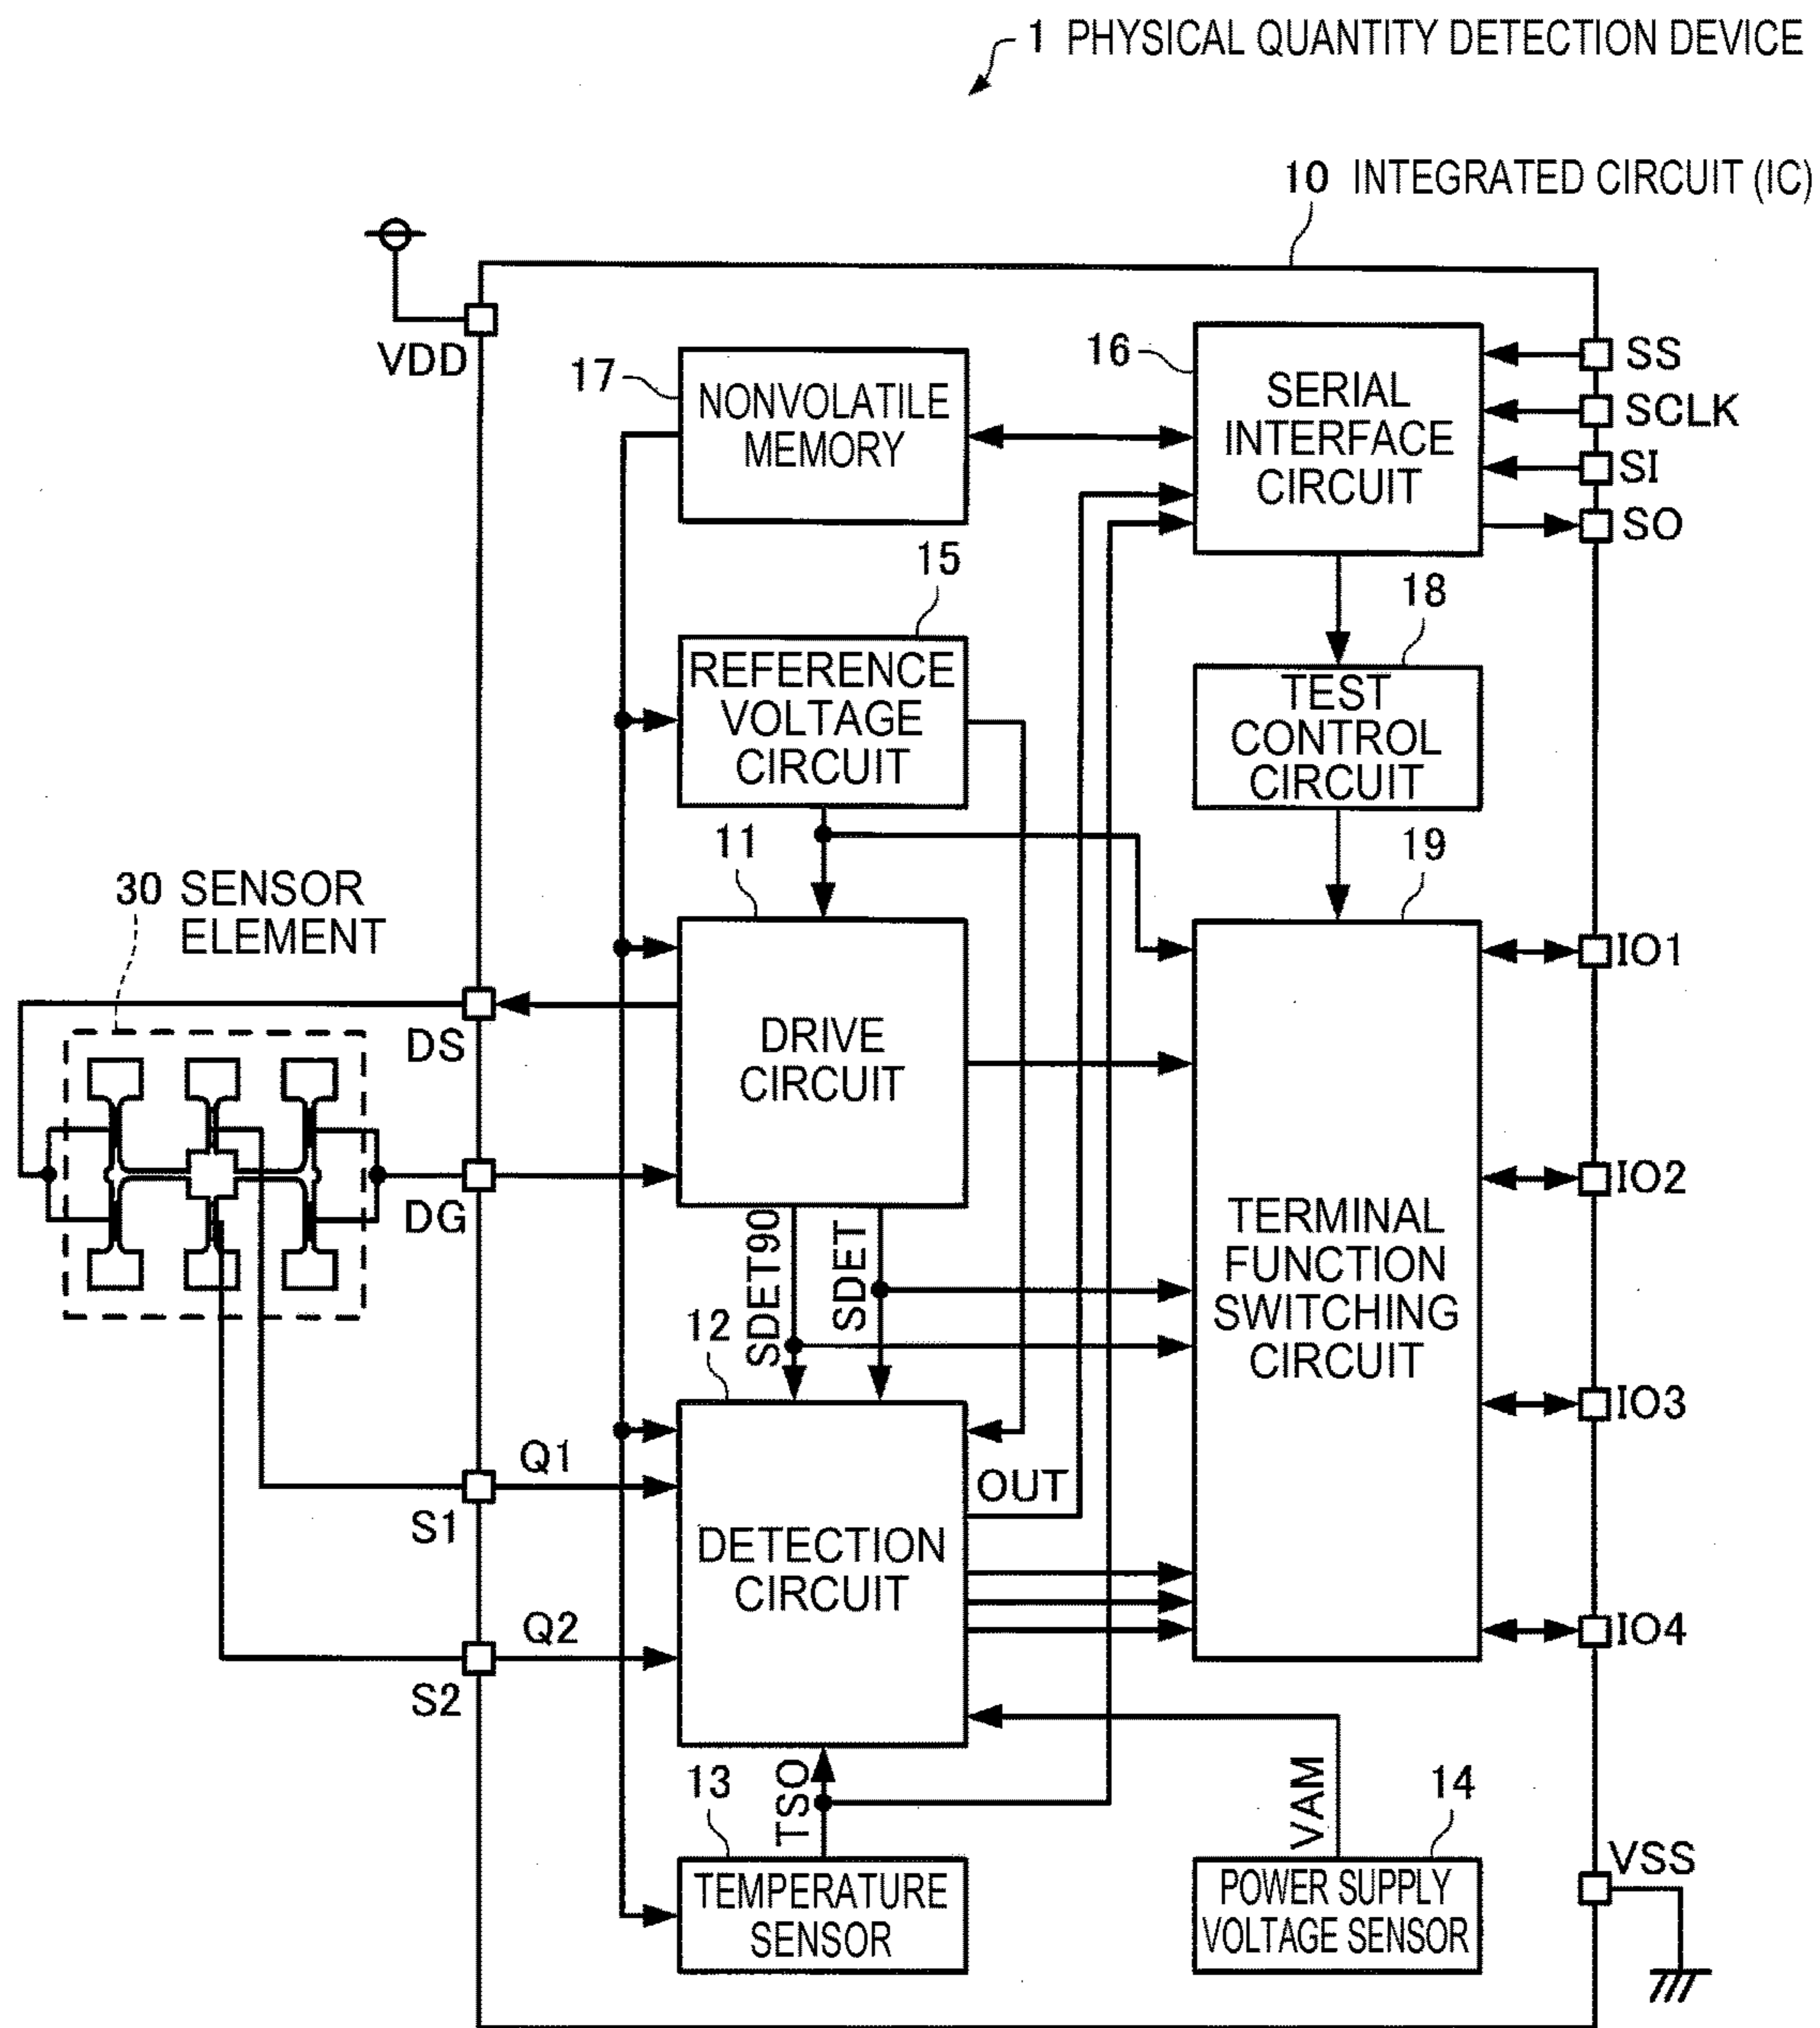 1 PHYSICAL QUANTITY DETECTION DEVICE
10 INTEGRATED CIRCUIT (IC)
VDD
17
NONVOLATILE
MEMORY
16
SERIAL
INTERFACE
CIRCUIT
SS
SCLK
SI
SO
15
REFERENCE
VOLTAGE
CIRCUIT
18
TEST
CONTROL
CIRCUIT
11
19
30 SENSOR
ELEMENT
DS
DG
DRIVE
CIRCUIT
SDET90
SDET
TERMINAL
FUNCTION
SWITCHING
CIRCUIT
IO1
IO2
IO3
IO4
12
Q1
S1
Q2
S2
OUT
DETECTION
CIRCUIT
13
TSO
TEMPERATURE
SENSOR
VAM
14
POWER SUPPLY
VOLTAGE SENSOR
VSS